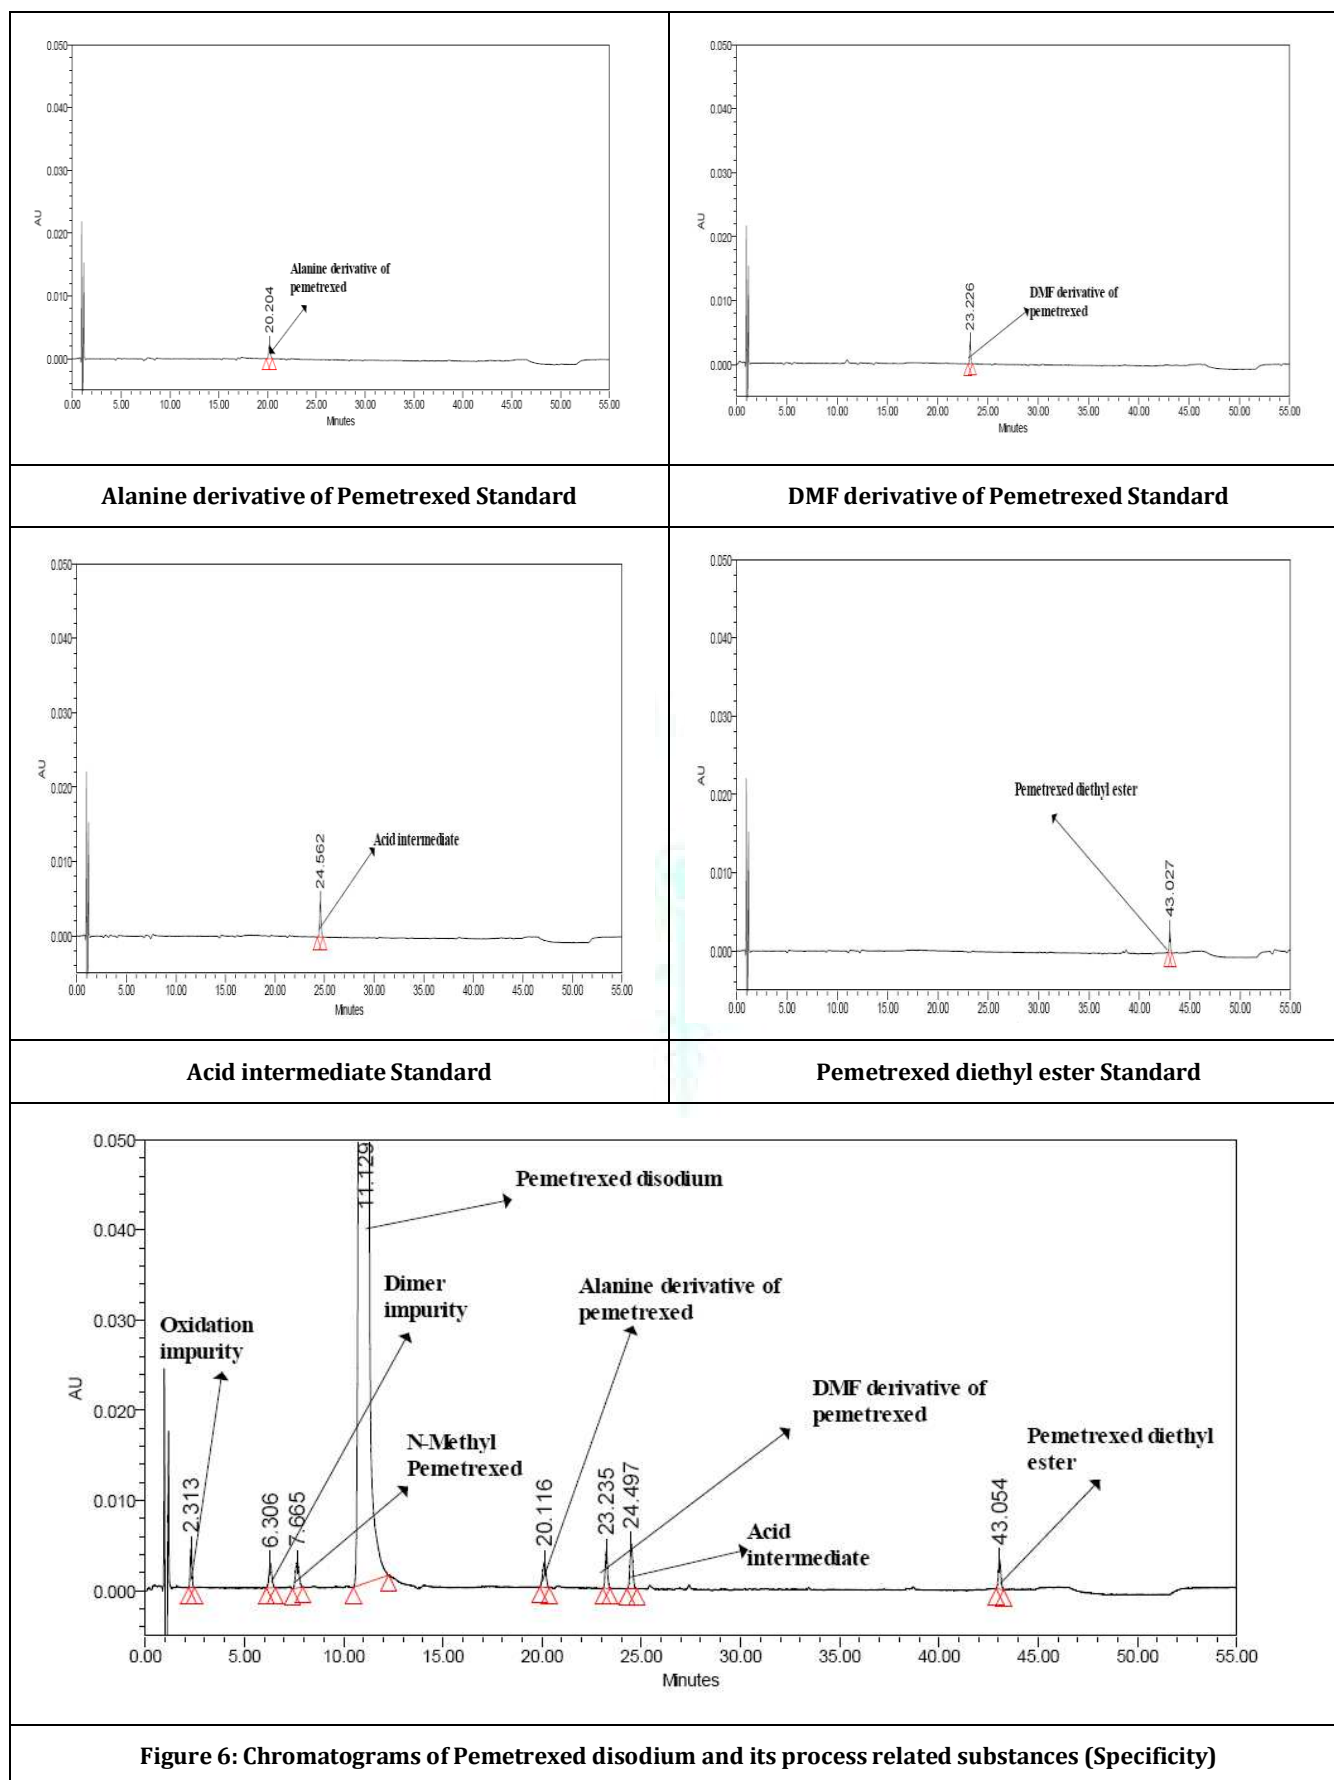 0.050
0.040
0.030
0.020
0.010
0.000
AU
20.204
Alanine derivative of
pemetrexed
0.00 5.00 10.00 15.00 20.00 25.00 30.00 35.00 40.00 45.00 50.00 55.00
Minutes
0.050
0.040
0.030
0.020
0.010
0.000
AU
23.226
DMF derivative of
pemetrexed
0.00 5.00 10.00 15.00 20.00 25.00 30.00 35.00 40.00 45.00 50.00 55.00
Minutes
Alanine derivative of Pemetrexed Standard
DMF derivative of Pemetrexed Standard
0.050
0.040
0.030
0.020
0.010
0.000
AU
24.562
Acid intermediate
0.00 5.00 10.00 15.00 20.00 25.00 30.00 35.00 40.00 45.00 50.00 55.00
Minutes
0.050
0.040
0.030
0.020
0.010
0.000
AU
Pemetrexed diethyl ester
43.027
0.00 5.00 10.00 15.00 20.00 25.00 30.00 35.00 40.00 45.00 50.00 55.00
Acid intermediate Standard
Pemetrexed diethyl ester Standard
0.050
0.040
0.030
0.020
0.010
0.000
AU
11.129
Pemetrexed disodium
Dimer
impurity
Alanine derivative of
pemetrexed
Oxidation
impurity
DMF derivative of
pemetrexed
N-Methyl
Pemetrexed
Pemetrexed diethyl
ester
Acid
intermediate
2.313
6.306
7.665
20.116
23.235
24.497
43.054
0.00 5.00 10.00 15.00 20.00 25.00 30.00 35.00 40.00 45.00 50.00 55.00
Minutes
Figure 6: Chromatograms of Pemetrexed disodium and its process related substances (Specificity)